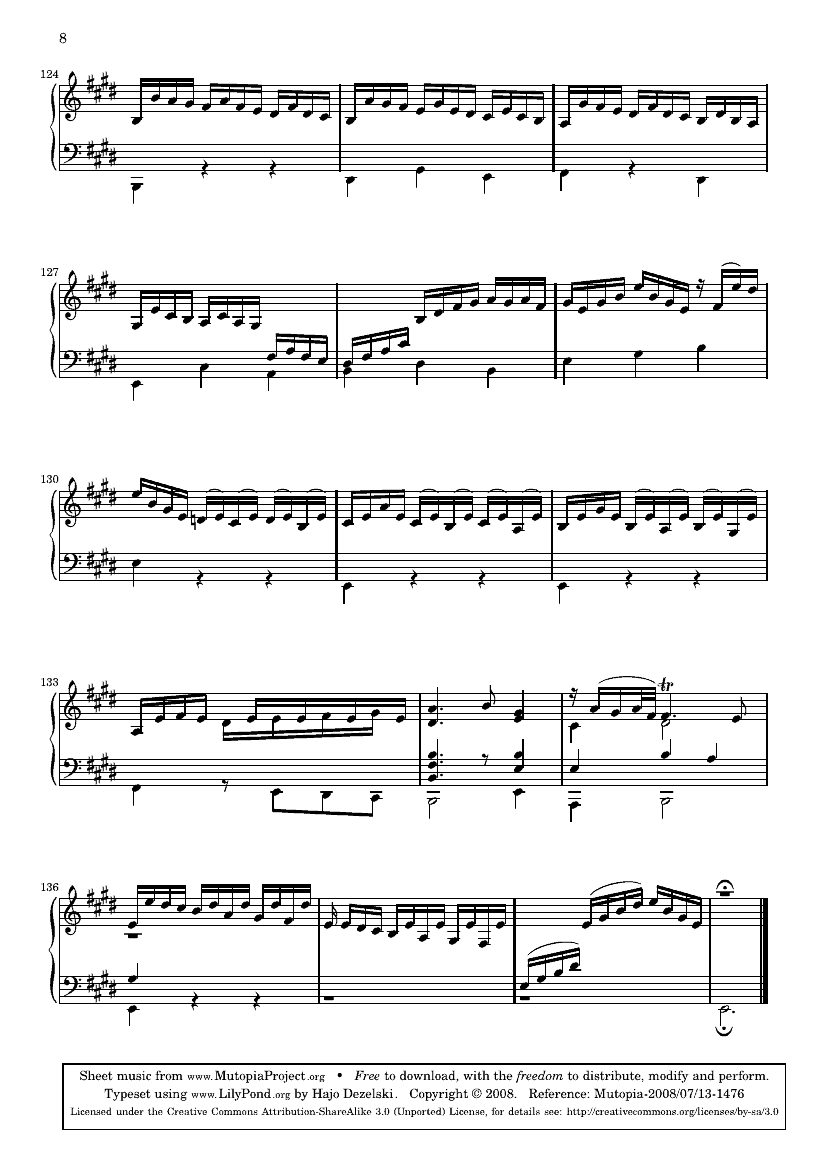 8
124
127
130
133
tr
136
Sheet music from www.MutopiaProject.org • Free to download, with the freedom to distribute, modify and perform.
Typeset using www.LilyPond.org by Hajo Dezelski. Copyright © 2008. Reference: Mutopia-2008/07/13-1476
Licensed under the Creative Commons Attribution-ShareAlike 3.0 (Unported) License, for details see: http://creativecommons.org/licenses/by-sa/3.0